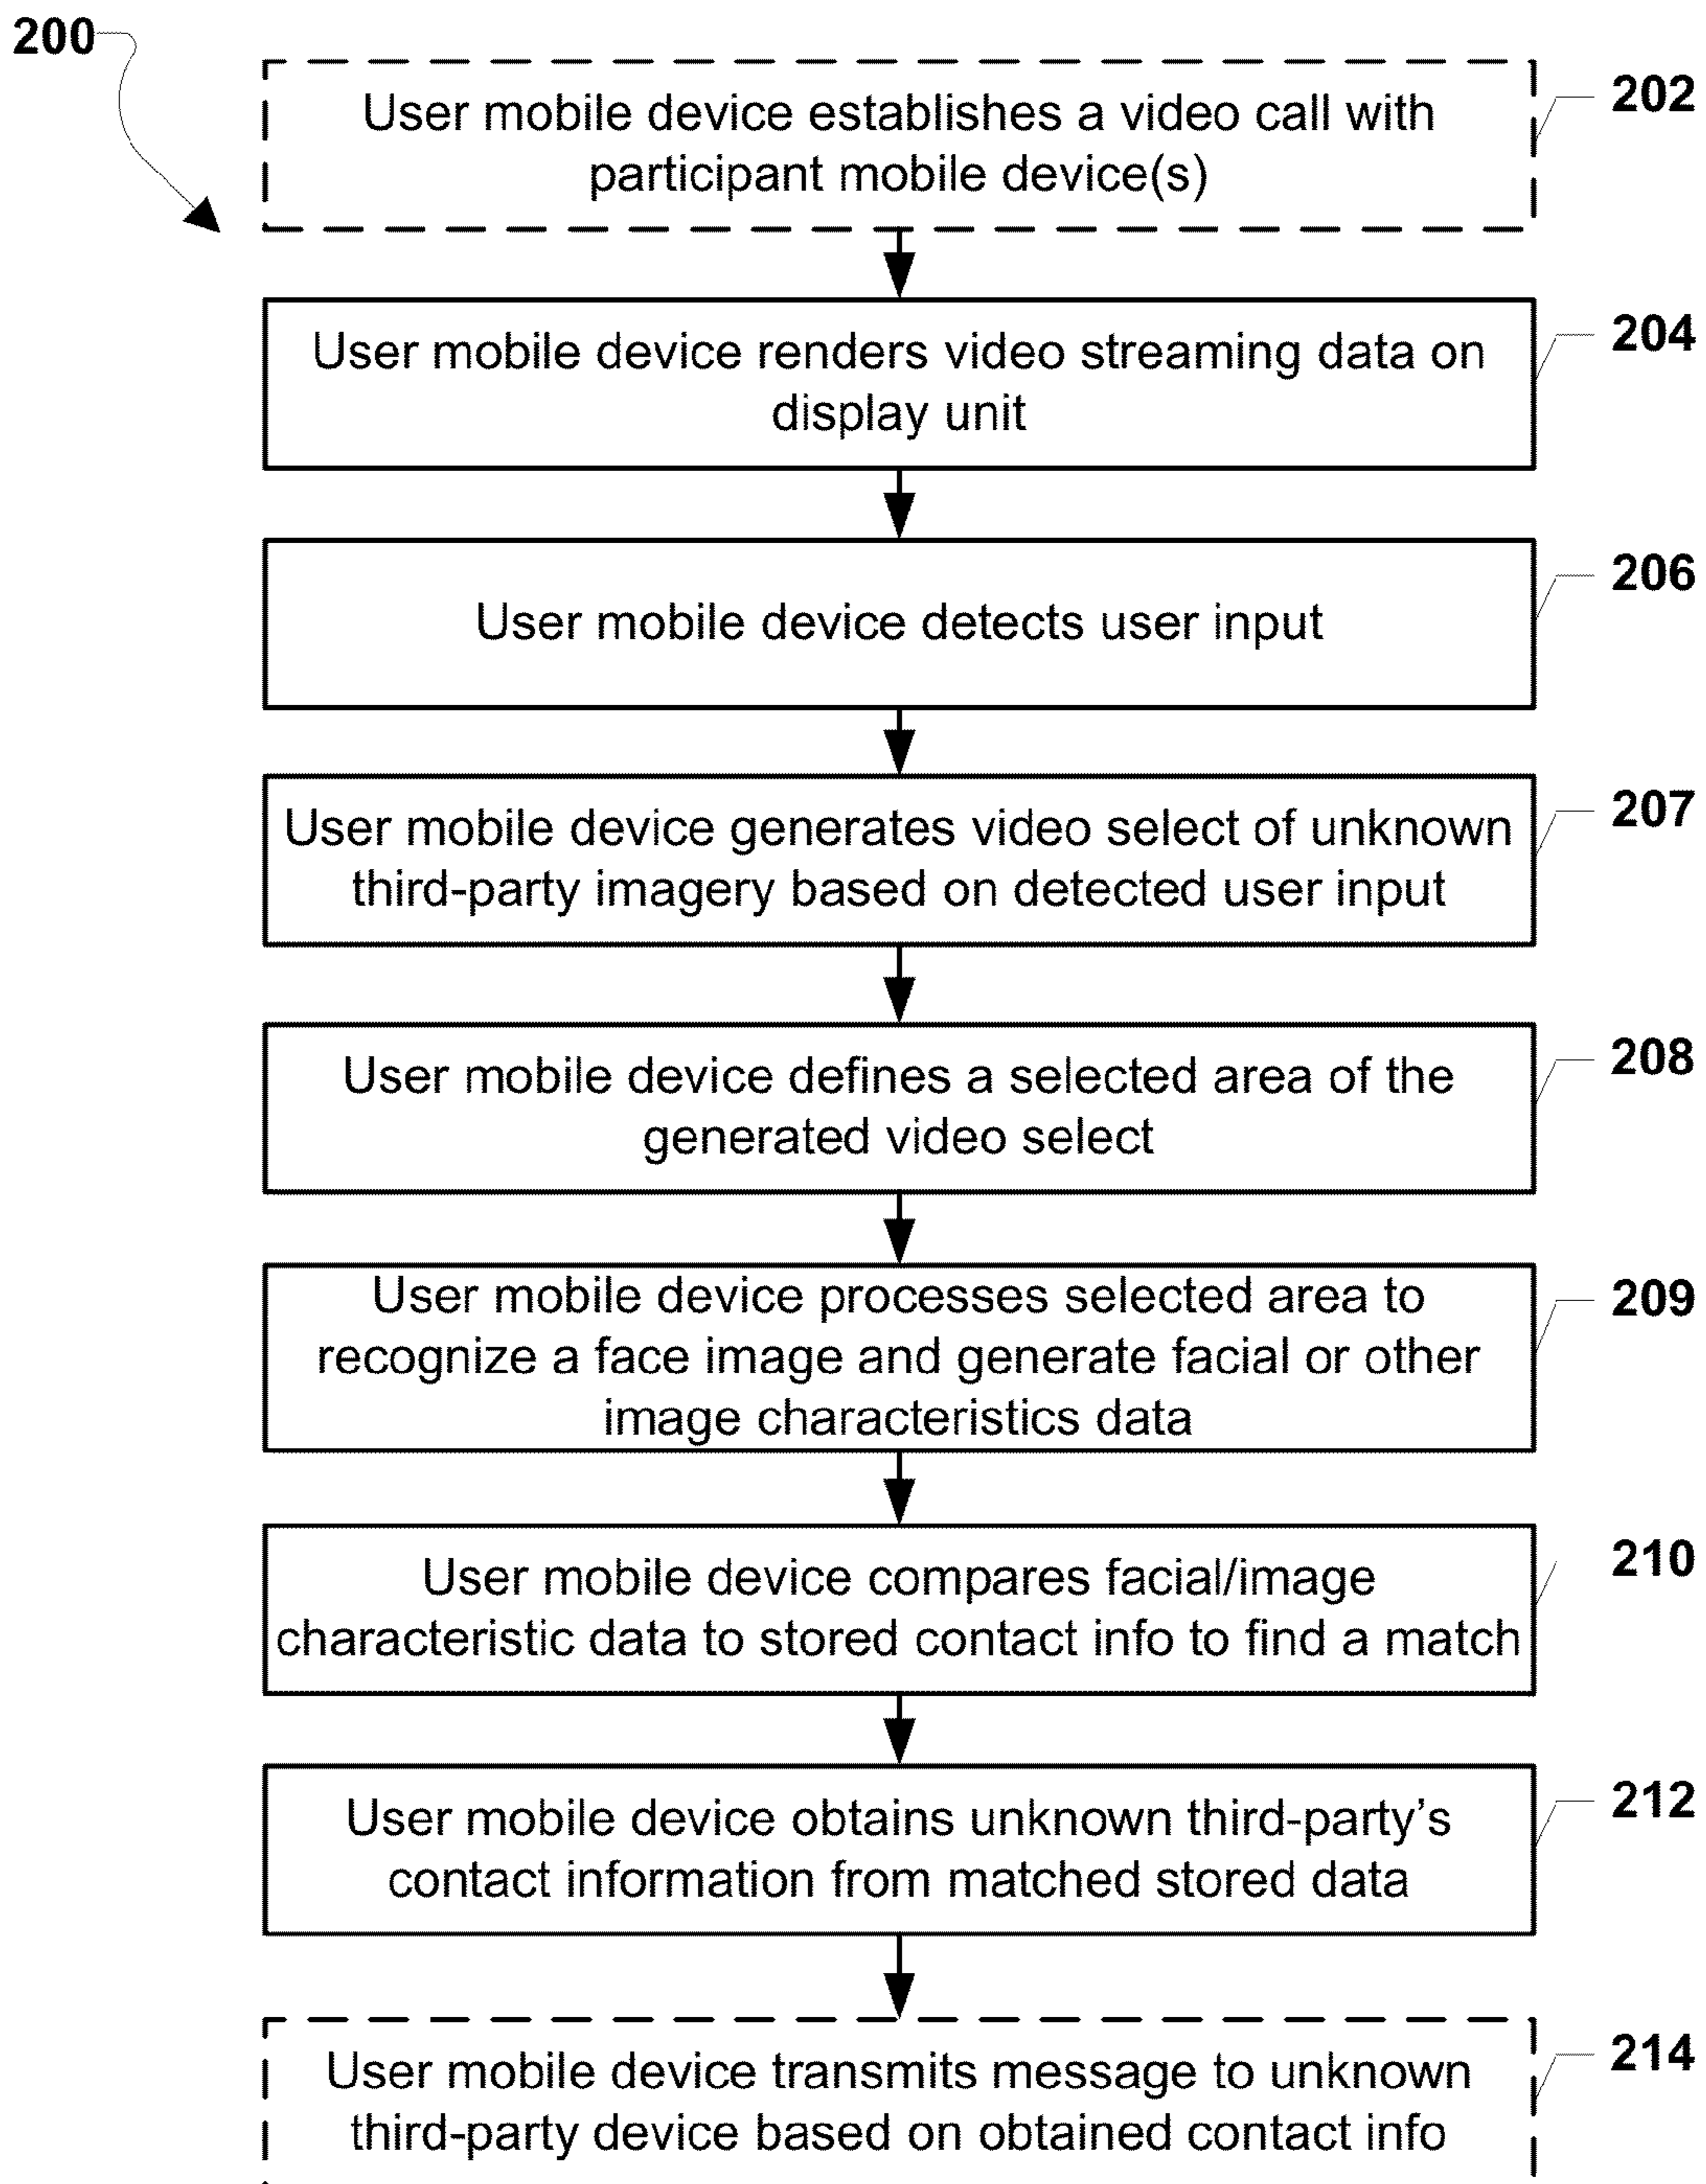 200
User mobile device establishes a video call with
participant mobile device(s)
202
User mobile device renders video streaming data on
display unit
204
User mobile device detects user input
206
User mobile device generates video select of unknown
third-party imagery based on detected user input
207
User mobile device defines a selected area of the
generated video select
208
User mobile device processes selected area to
recognize a face image and generate facial or other
image characteristics data
209
User mobile device compares facial/image
characteristic data to stored contact info to find a match
210
User mobile device obtains unknown third-party’s
contact information from matched stored data
212
User mobile device transmits message to unknown
third-party device based on obtained contact info
214